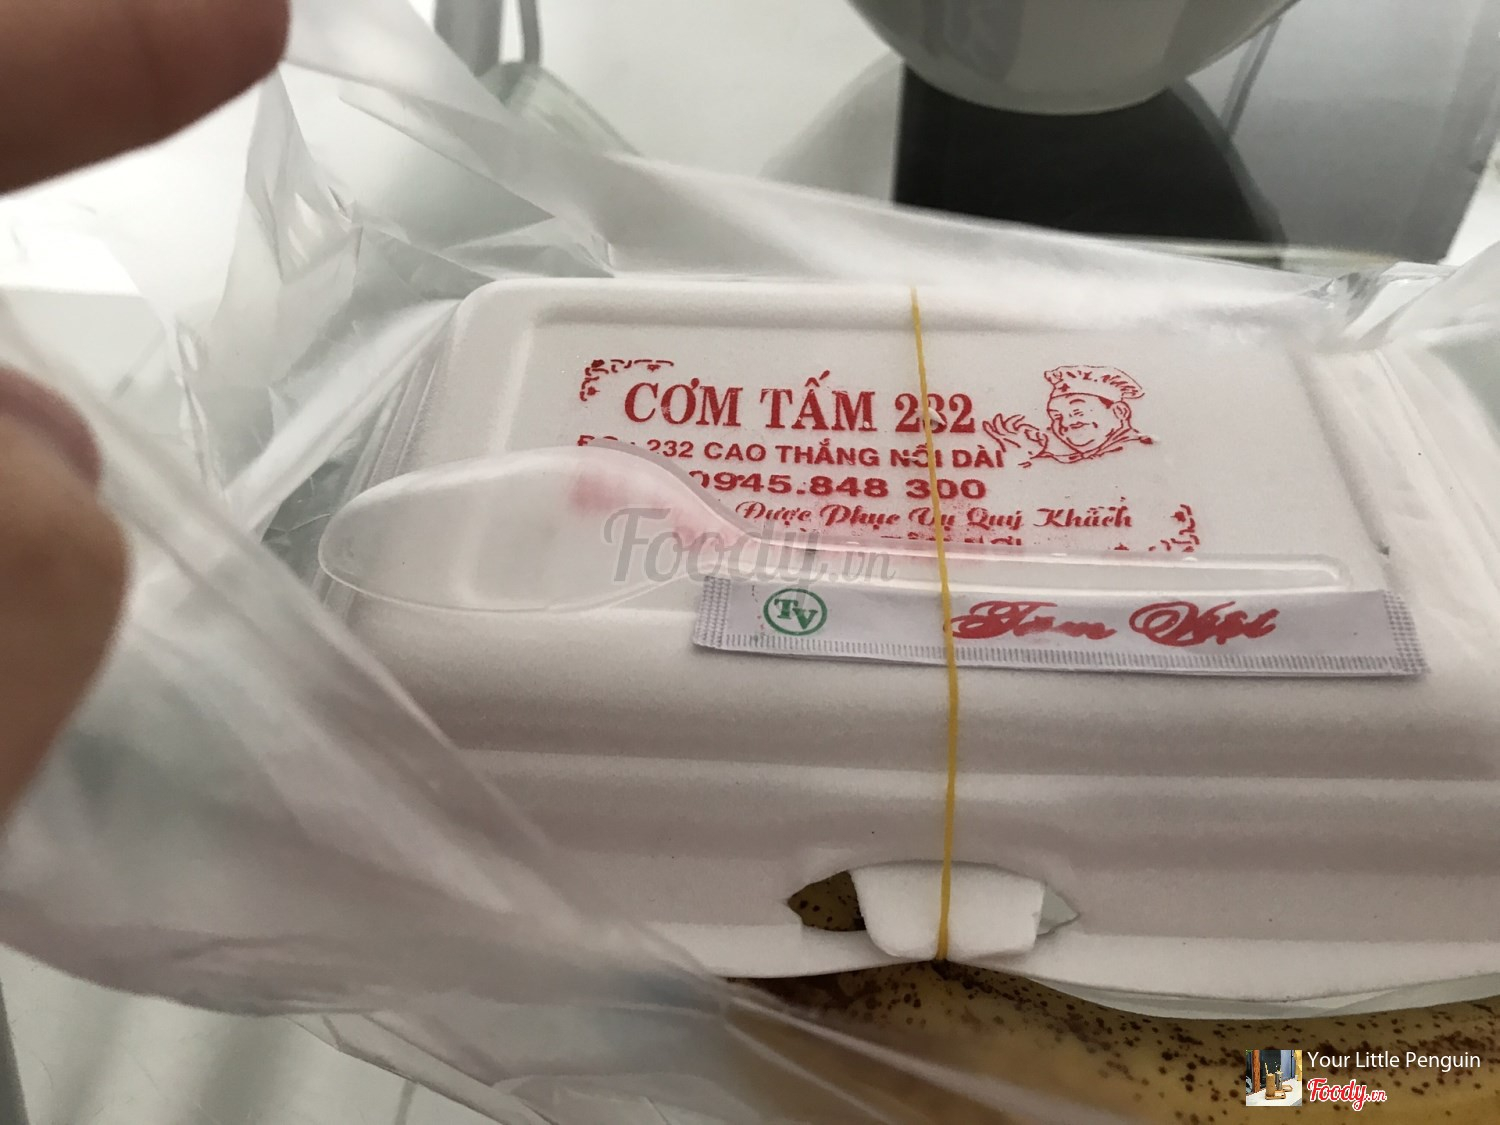 CƠM TẤM 232
232 CAO THẮNG NỐI DÀI
0945.848 300
Được Phục Vụ Quý Khách
TV
Tâm Việt
Foody.vn
Your Little Penguin
Foody.vn